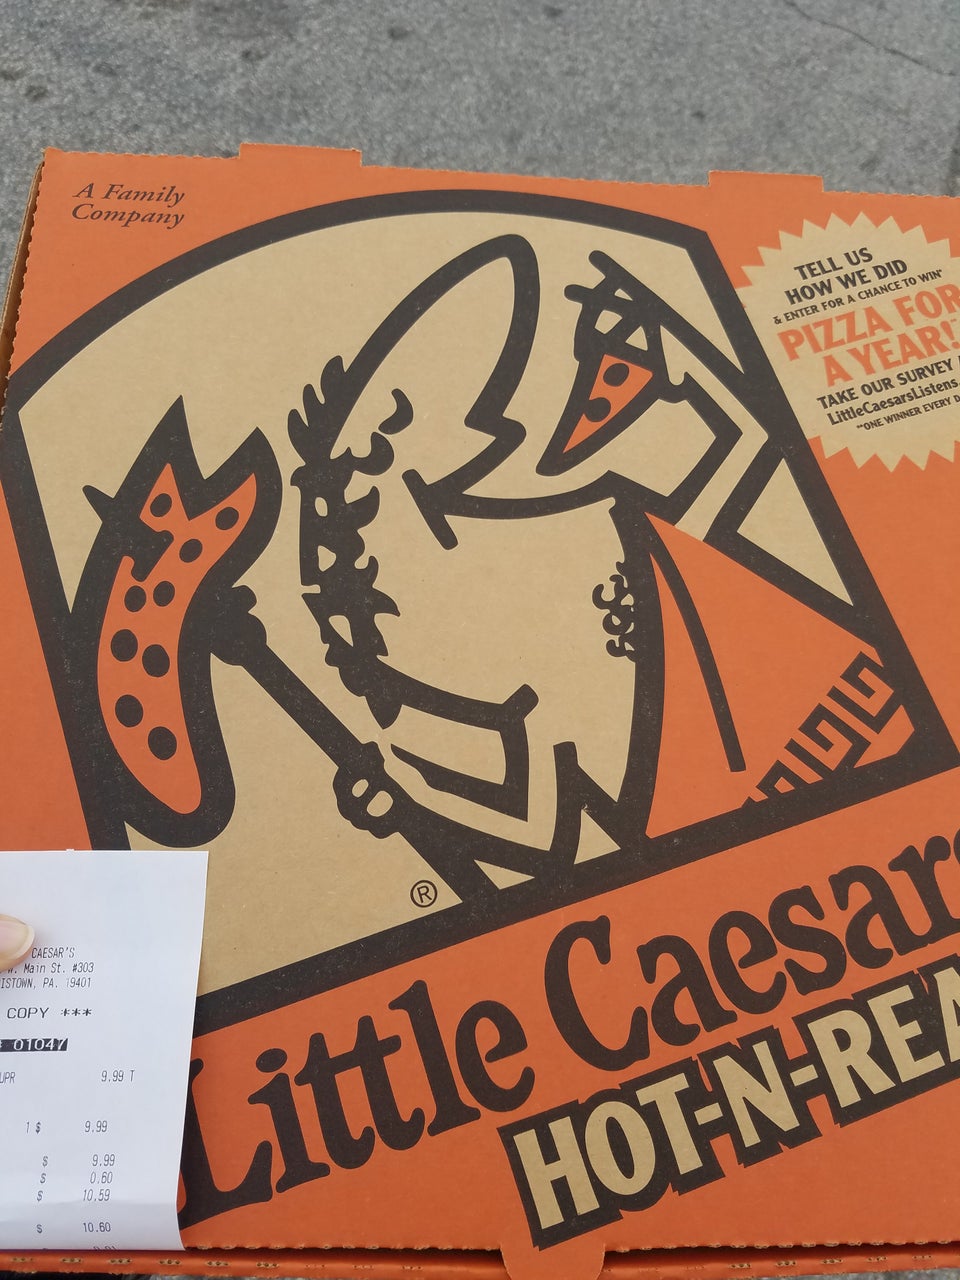 A Family
Company
TELL US
HOW WE DID
& ENTER FOR A CHANCE TO WIN*
PIZZA FOR
A YEAR!
TAKE OUR SURVEY
LittleCaesarsListens.
**ONE WINNER EVERY D
®
Little Caesars
HOT-N-REA
CAESAR'S
W. Main St. #303
ISTOWN, PA. 19401
COPY ***
01047
UPR 9.99 T
1 $ 9.99
$ 9.99
$ 0.60
$ 10.59
$ 10.60